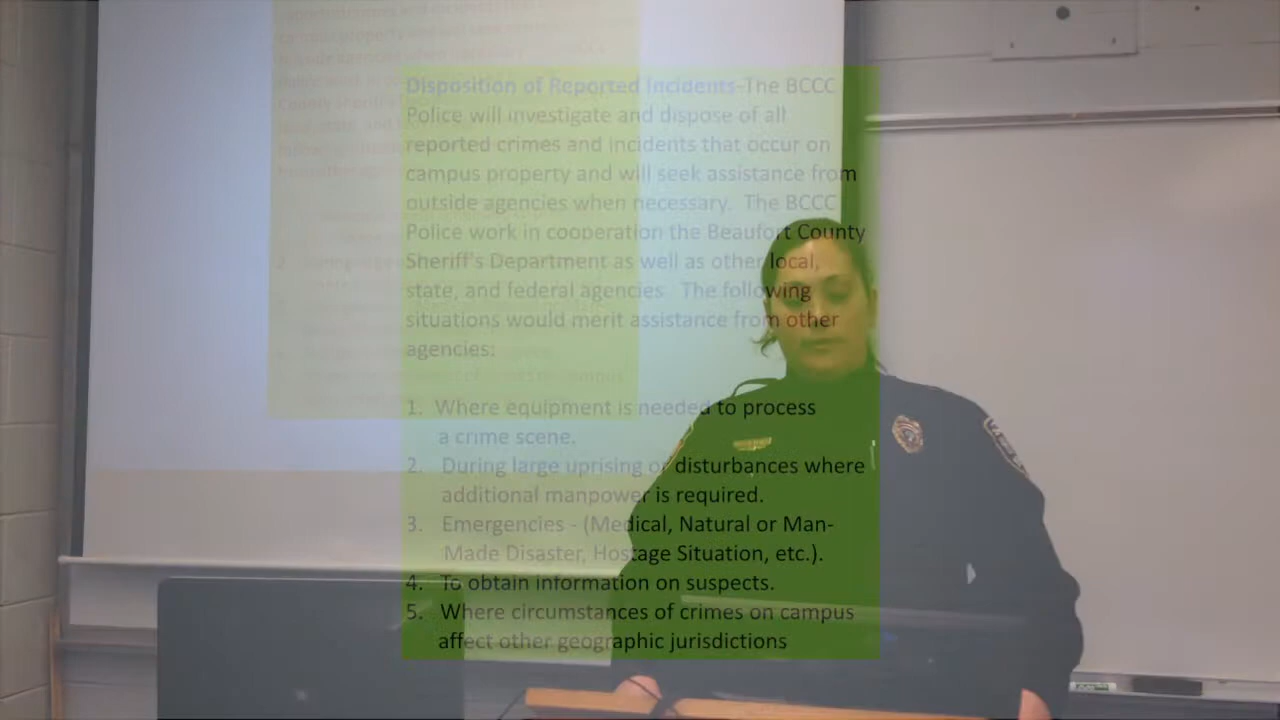 Disposition of Reported Incidents-The BCCC
Police will investigate and dispose of all
reported crimes and incidents that occur on
campus property and will seek assistance from
outside agencies when necessary. The BCCC
Police work in cooperation the Beaufort County
Sheriff's Department as well as other local,
state, and federal agencies The following
situations would merit assistance from other
agencies:
1. Where equipment is needed to process
a crime scene.
2. During large uprising or disturbances where
additional manpower is required.
3. Emergencies - (Medical, Natural or Man-
Made Disaster, Hostage Situation, etc.).
4. To obtain information on suspects.
5. Where circumstances of crimes on campus
affect other geographic jurisdictions